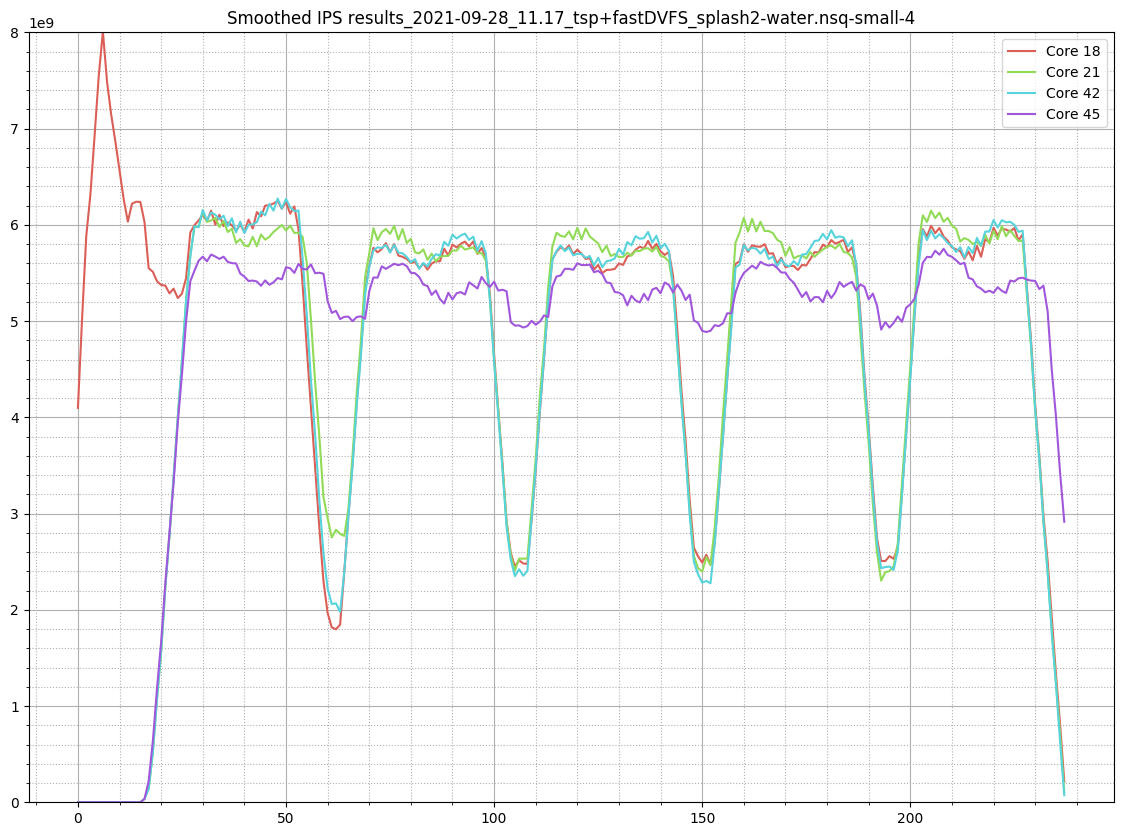 Smoothed IPS results_2021-09-28_11.17_tsp+fastDVFS_splash2-water.nsq-small-4
1e9
8
7
6
5
4
3
2
1
0
Core 18
Core 21
Core 42
Core 45
0 50 100 150 200